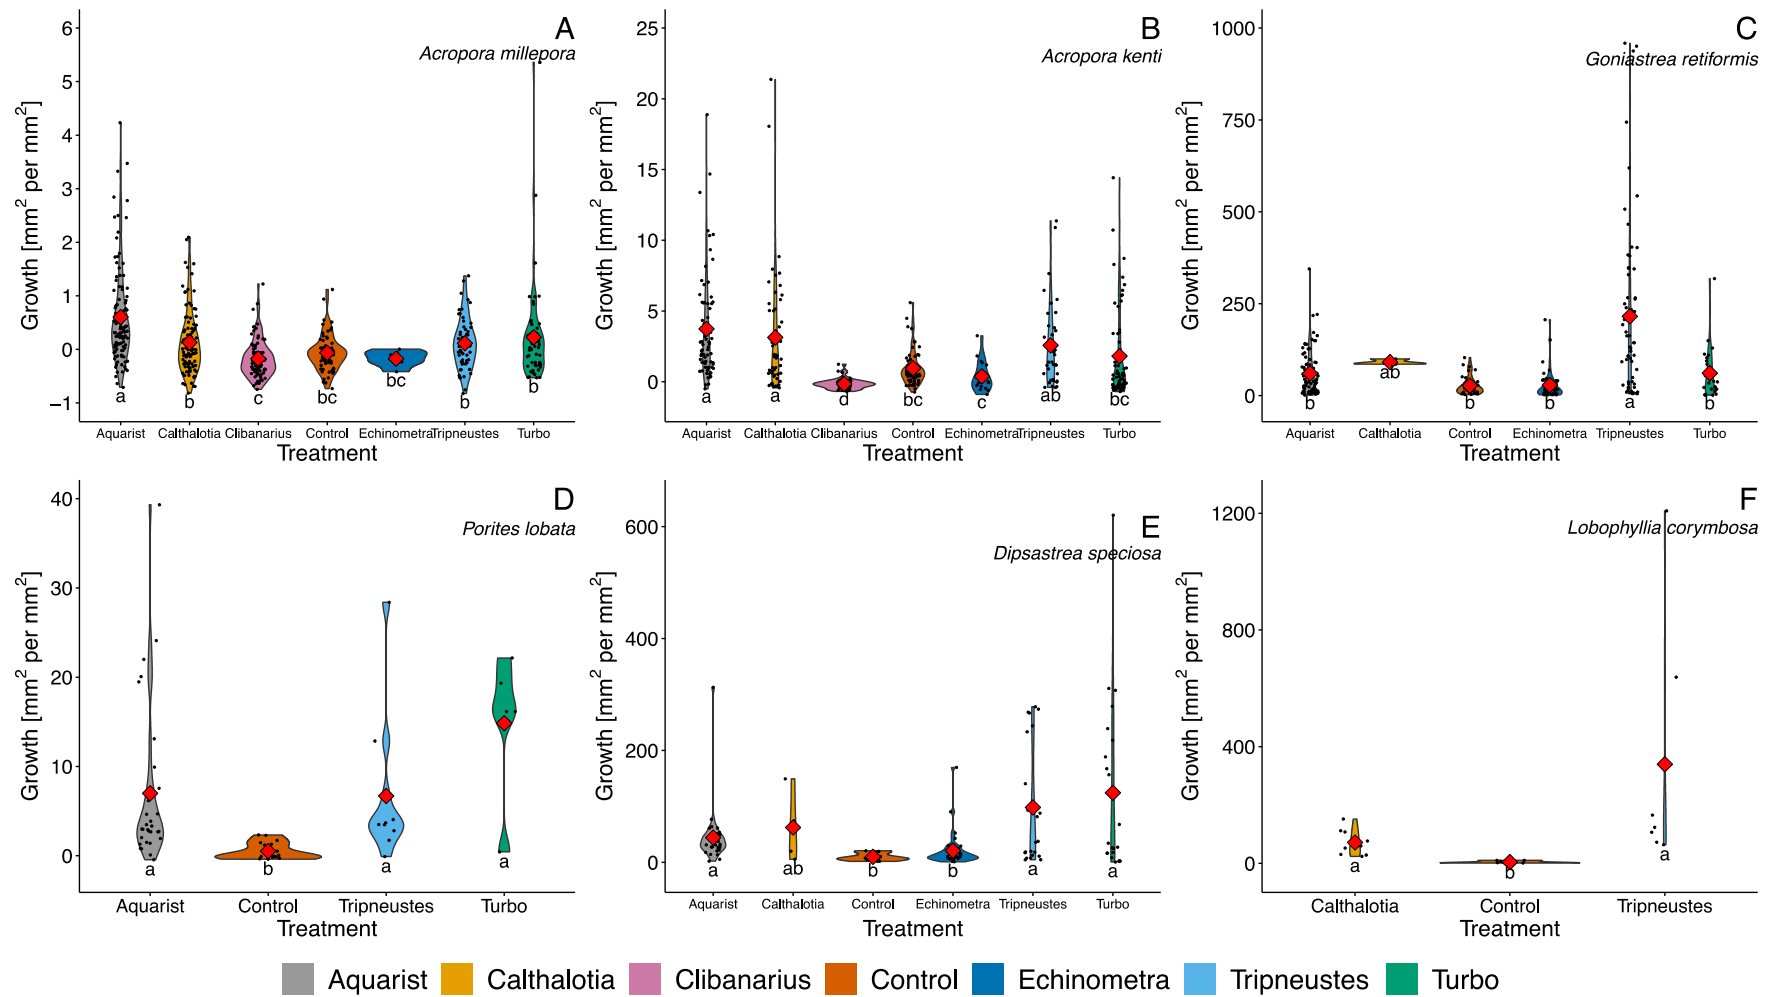 A
Acropora millepora
Growth [mm² per mm²]
6
5
4
3
2
1
0
−1
a
b
c
bc
bc
b
b
Aquarist
Calthalotia
Clibanarius
Control
Echinometra
Tripneustes
Turbo
Treatment
B
Acropora kenti
Growth [mm² per mm²]
25
20
15
10
5
0
a
a
d
bc
c
ab
bc
Aquarist
Calthalotia
Clibanarius
Control
Echinometra
Tripneustes
Turbo
Treatment
C
Goniastrea retiformis
Growth [mm² per mm²]
1000
750
500
250
0
b
ab
b
b
a
b
Aquarist
Calthalotia
Control
Echinometra
Tripneustes
Turbo
Treatment
D
Porites lobata
Growth [mm² per mm²]
40
30
20
10
0
a
b
a
a
Aquarist
Control
Tripneustes
Turbo
Treatment
E
Dipsastrea speciosa
Growth [mm² per mm²]
600
400
200
0
a
ab
b
b
a
a
Aquarist
Calthalotia
Control
Echinometra
Tripneustes
Turbo
Treatment
F
Lobophyllia corymbosa
Growth [mm² per mm²]
1200
800
400
0
a
b
a
Calthalotia
Control
Tripneustes
Treatment
Aquarist
Calthalotia
Clibanarius
Control
Echinometra
Tripneustes
Turbo